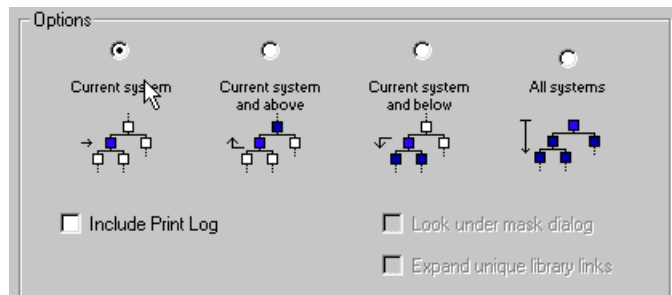 Options
Current system
Current system
and above
Current system
and below
All systems
Include Print Log
Look under mask dialog
Expand unique library links